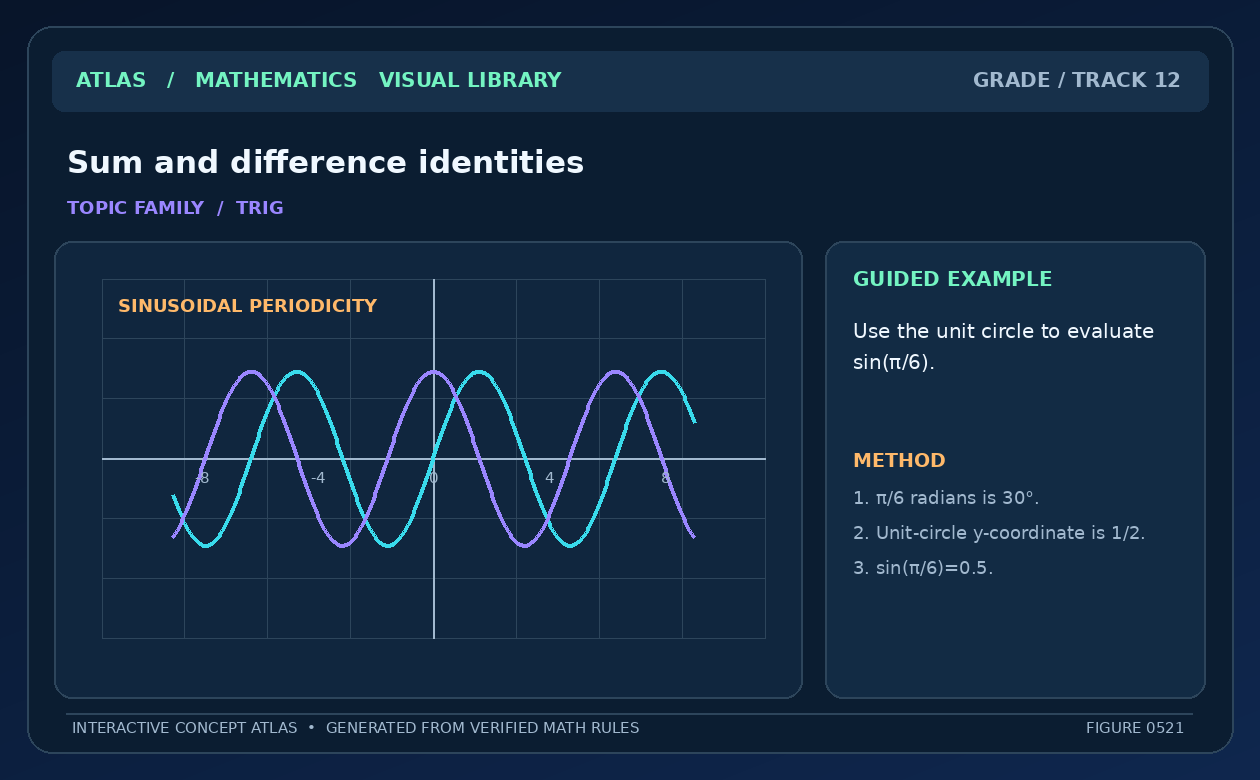 ATLAS / MATHEMATICS VISUAL LIBRARY
GRADE / TRACK 12
Sum and difference identities
TOPIC FAMILY / TRIG
SINUSOIDAL PERIODICITY
-8 -4 0 4 8
GUIDED EXAMPLE
Use the unit circle to evaluate
sin(π/6).
METHOD
1. π/6 radians is 30°.
2. Unit-circle y-coordinate is 1/2.
3. sin(π/6)=0.5.
INTERACTIVE CONCEPT ATLAS • GENERATED FROM VERIFIED MATH RULES
FIGURE 0521